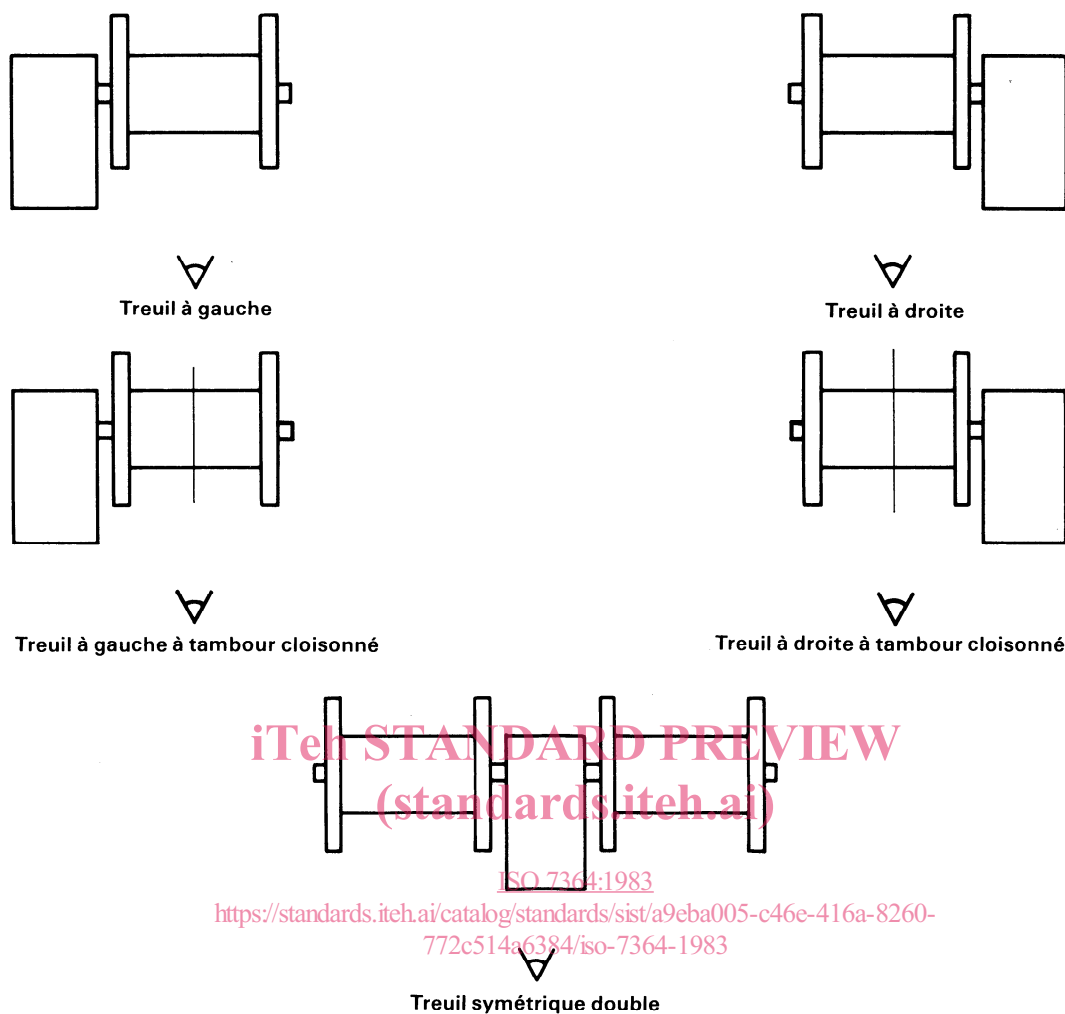 Treuil à gauche
Treuil à droite
Treuil à gauche à tambour cloisonné
Treuil à droite à tambour cloisonné
iTeh STANDARD PREVIEW
(standards.iteh.ai)
ISO 7364:1983
https://standards.iteh.ai/catalog/standards/sist/a9eba005-c46e-416a-8260-
772c514a6384/iso-7364-1983
Treuil symétrique double